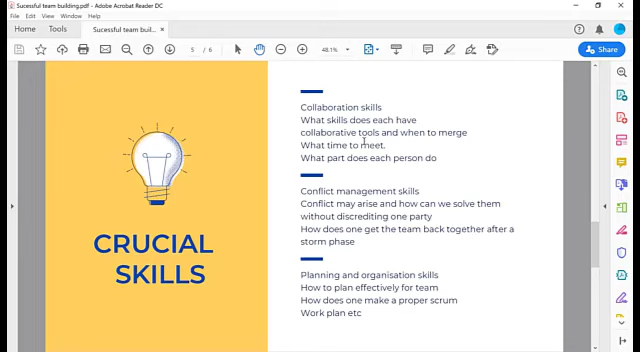 Sucessful team building.pdf - Adobe Acrobat Reader DC
File Edit View Window Help
Home Tools Sucessful team buil... ×
5 / 6 48.1% Share
CRUCIAL
SKILLS
Collaboration skills
What skills does each have
collaborative tools and when to merge
What time to meet.
What part does each person do
Conflict management skills
Conflict may arise and how can we solve them
without discrediting one party
How does one get the team back together after a
storm phase
Planning and organisation skills
How to plan effectively for team
How does one make a proper scrum
Work plan etc